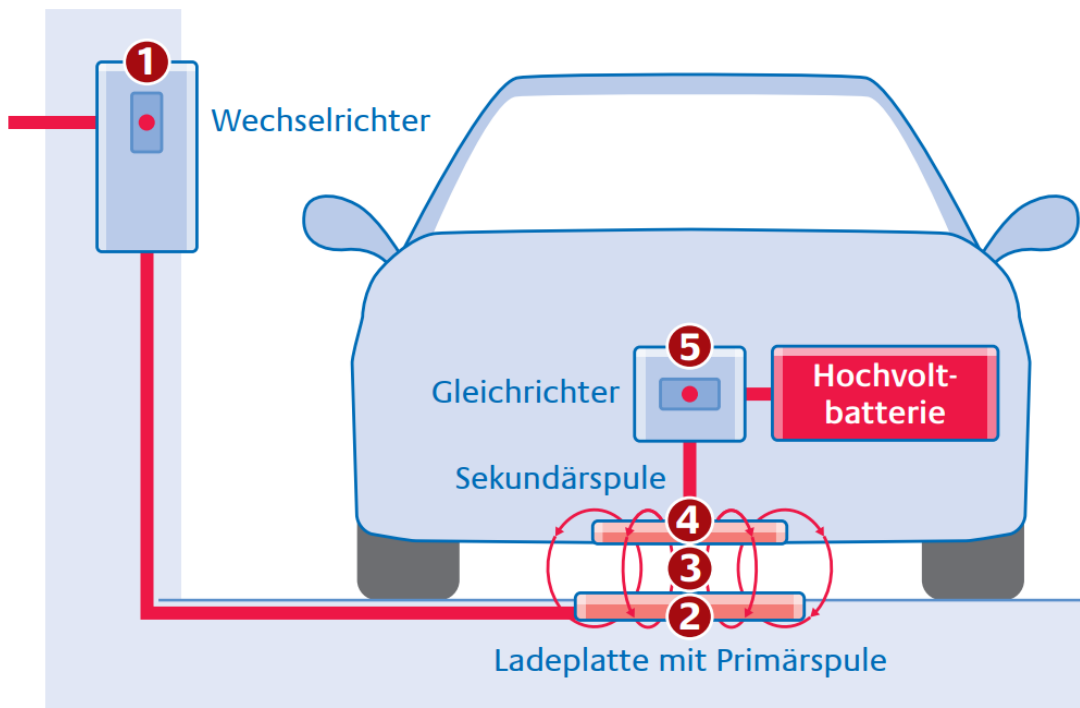 1
Wechselrichter
5
Gleichrichter
Hochvolt-
batterie
Sekundärspule
4
3
2
Ladeplatte mit Primärspule